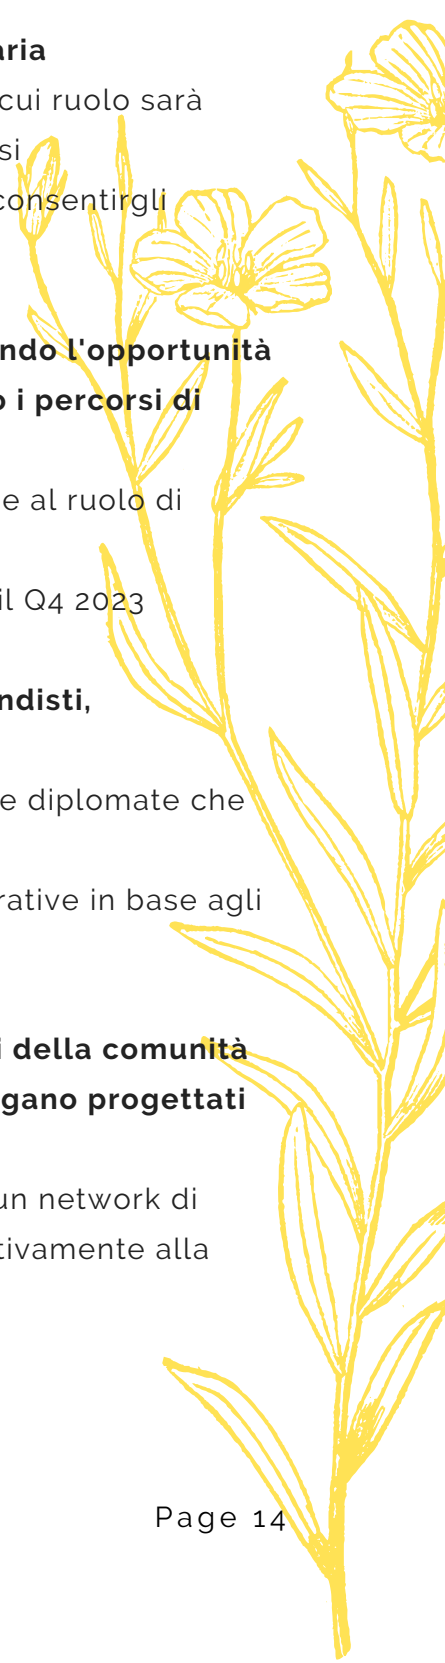 aria
cui ruolo sarà
si
consentirgli
ndo l'opportunità
o i percorsi di
e al ruolo di
il Q4 2023
ndisti,
e diplomate che
rative in base agli
i della comunità
gano progettati
un network di
tivamente alla
Page 14